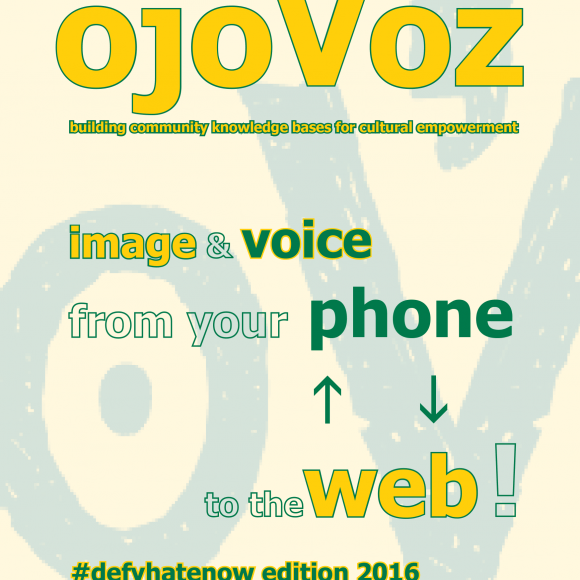 ojoVoz
building community knowledge bases for cultural empowerment
image & voice
from your phone
↑ ↓
to the web!
#defyhatenow edition 2016